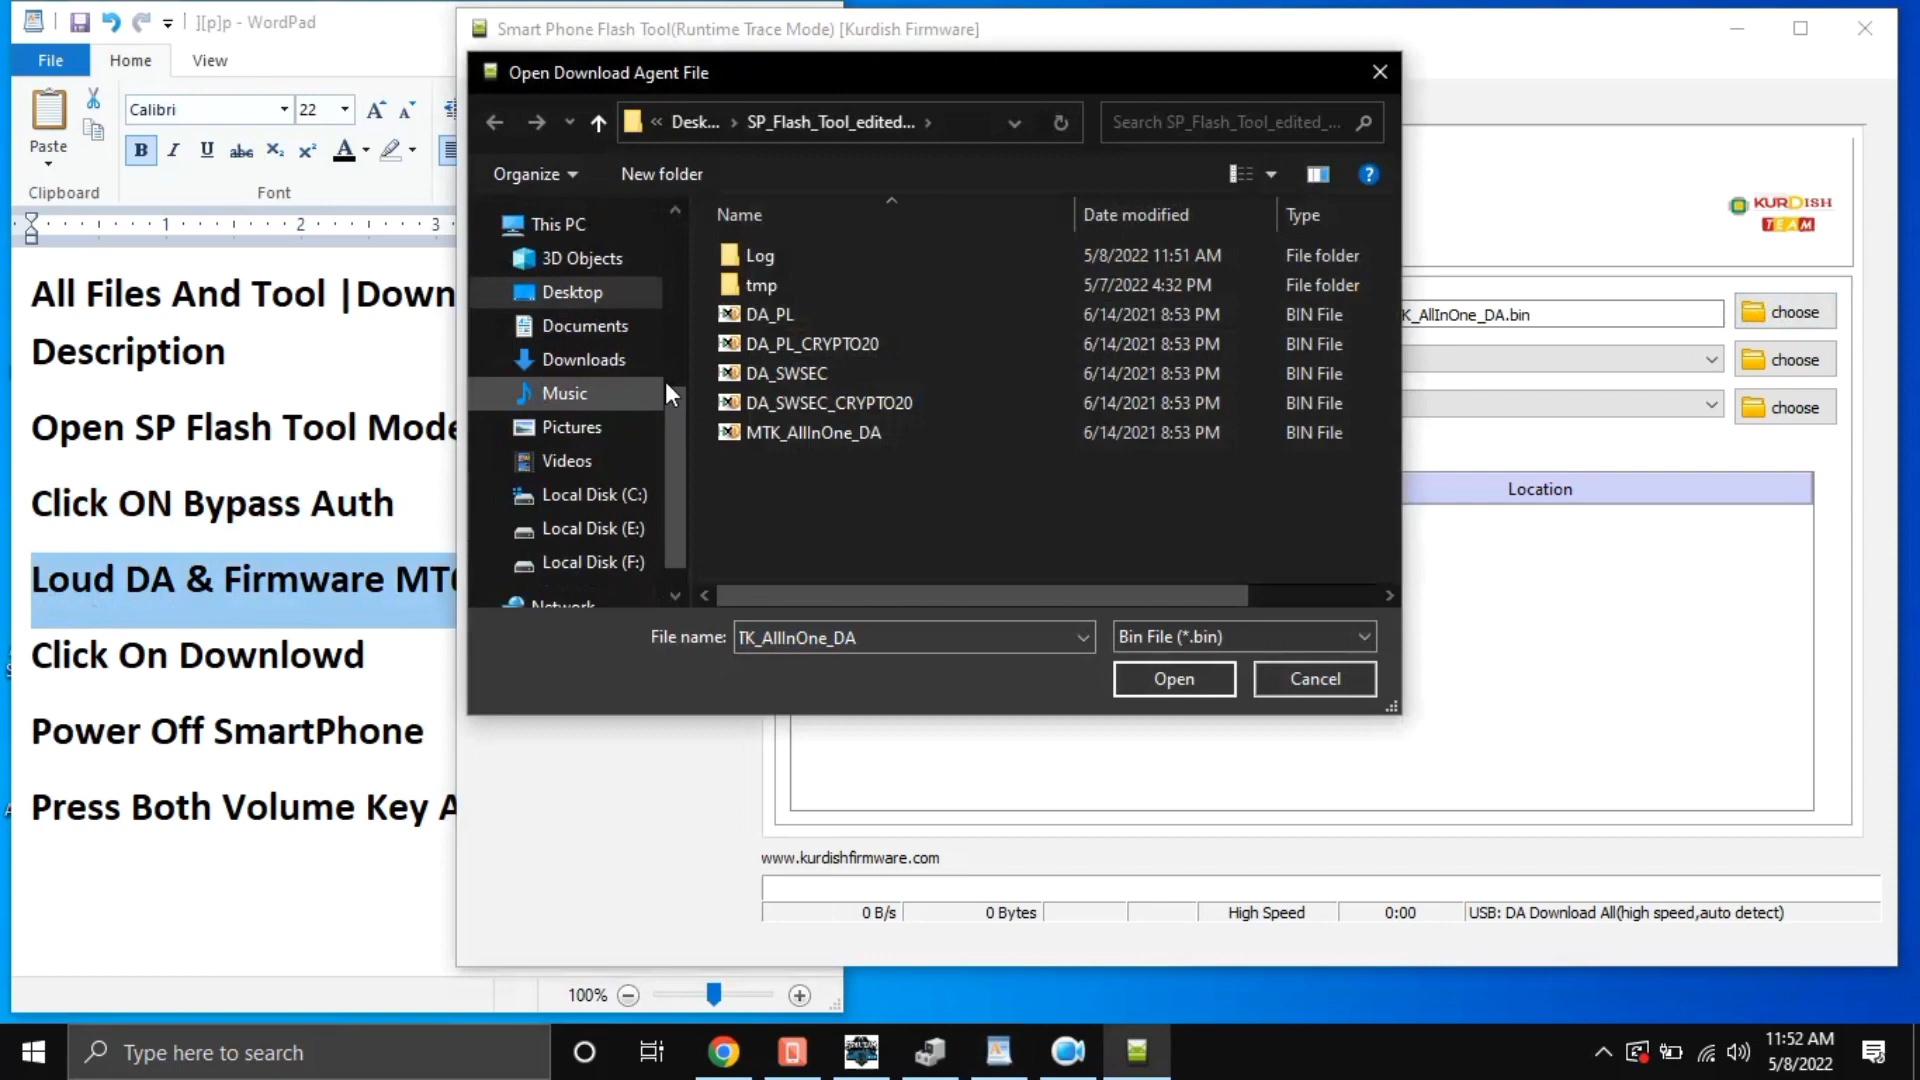 ][p]p - WordPad
File
Home
View
Paste
Clipboard
Calibri
22
A
A
B
I
U
abc
X₂
X²
A
Font
1
2
3
All Files And Tool |Down
Description
Open SP Flash Tool Mode
Click ON Bypass Auth
Loud DA & Firmware MT
Click On Downlowd
Power Off SmartPhone
Press Both Volume Key A
100%
Smart Phone Flash Tool(Runtime Trace Mode) [Kurdish Firmware]
Open Download Agent File
« Desk... › SP_Flash_Tool_edited... ›
Search SP_Flash_Tool_edited_...
Organize
New folder
This PC
3D Objects
Desktop
Documents
Downloads
Music
Pictures
Videos
Local Disk (C:)
Local Disk (E:)
Local Disk (F:)
Network
Name
Date modified
Type
Log
5/8/2022 11:51 AM
File folder
tmp
5/7/2022 4:32 PM
File folder
DA_PL
6/14/2021 8:53 PM
BIN File
DA_PL_CRYPTO20
6/14/2021 8:53 PM
BIN File
DA_SWSEC
6/14/2021 8:53 PM
BIN File
DA_SWSEC_CRYPTO20
6/14/2021 8:53 PM
BIN File
MTK_AllInOne_DA
6/14/2021 8:53 PM
BIN File
File name:
TK_AllInOne_DA
Bin File (*.bin)
Open
Cancel
KURDISH
TEAM
K_AllInOne_DA.bin
choose
choose
choose
Location
www.kurdishfirmware.com
0 B/s
0 Bytes
High Speed
0:00
USB: DA Download All(high speed,auto detect)
Type here to search
11:52 AM
5/8/2022